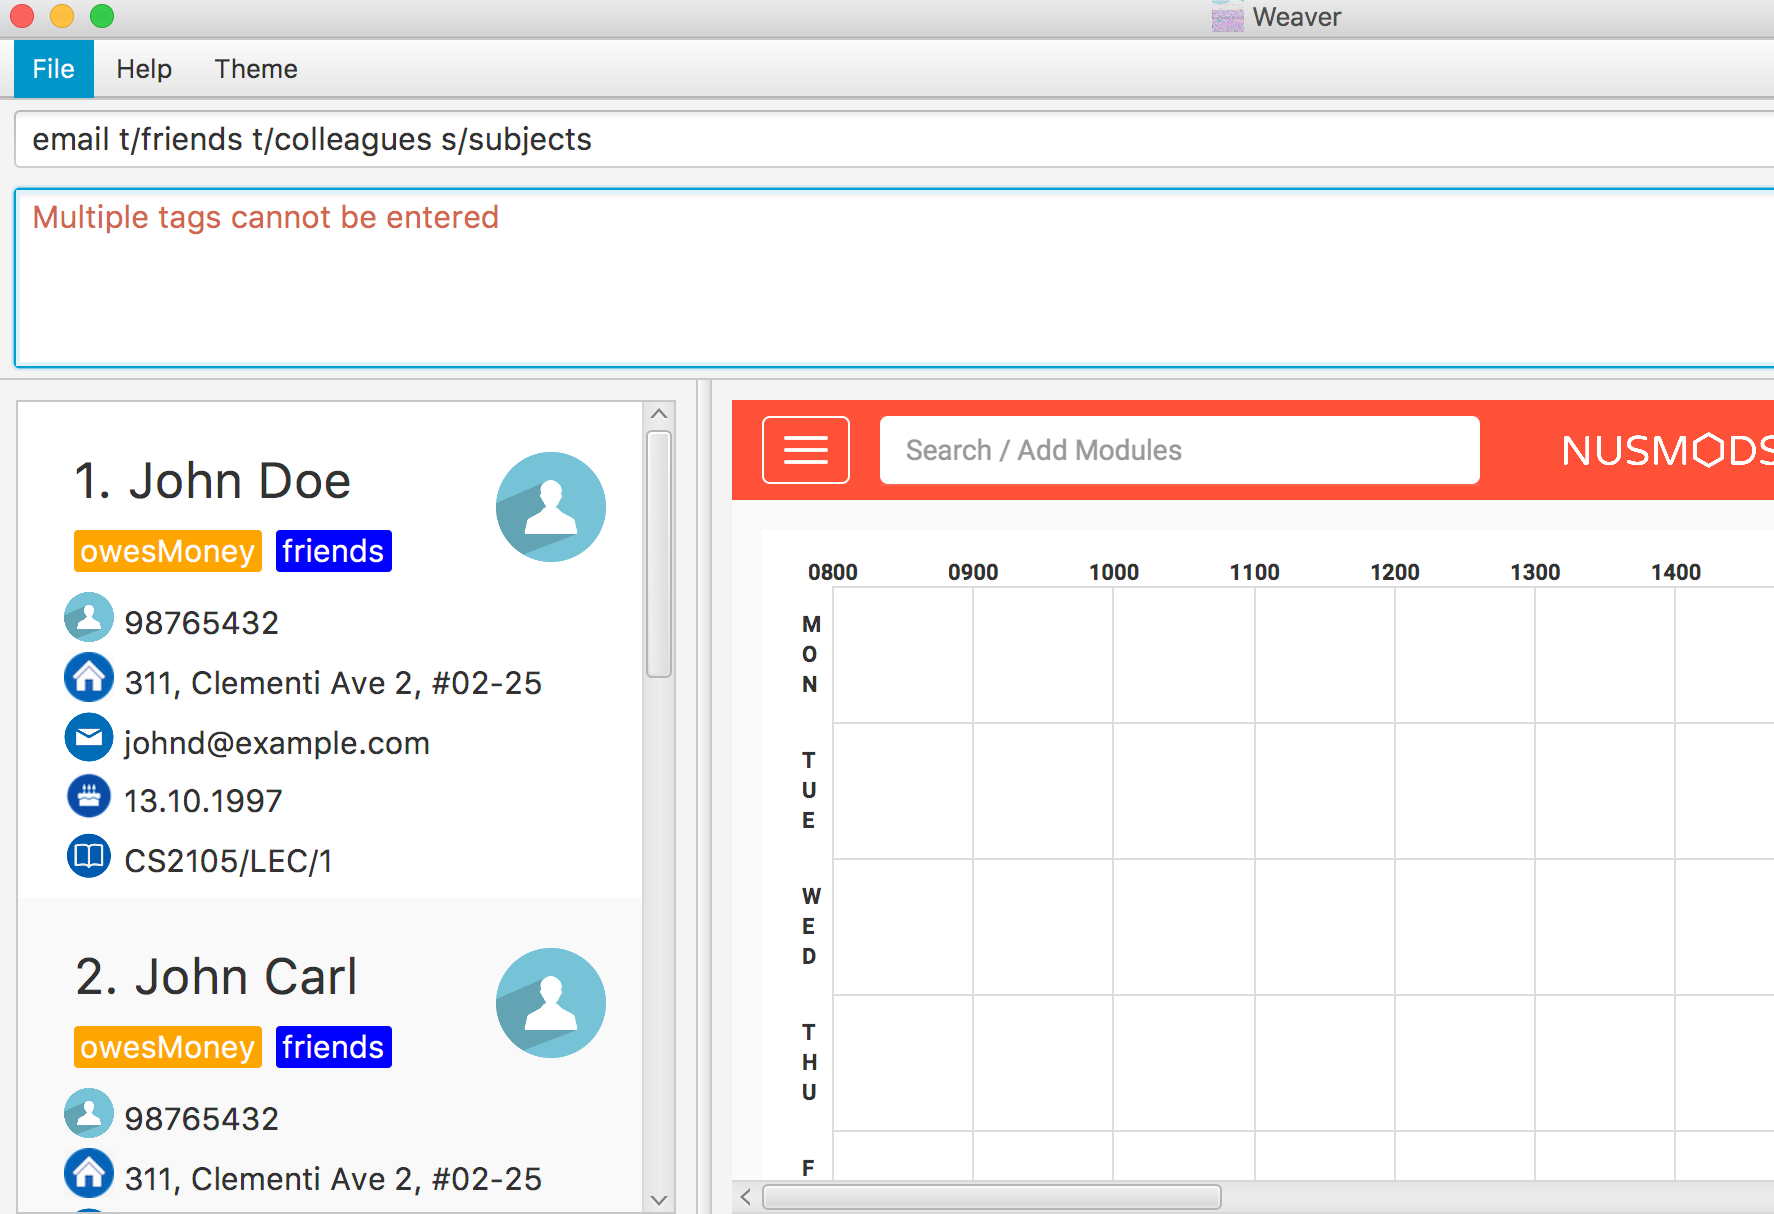 Weaver
File Help Theme
email t/friends t/colleagues s/subjects
Multiple tags cannot be entered
1. John Doe
owesMoney friends
98765432
311, Clementi Ave 2, #02-25
johnd@example.com
13.10.1997
CS2105/LEC/1
2. John Carl
owesMoney friends
98765432
311, Clementi Ave 2, #02-25
Search / Add Modules
NUSMODS
0800 0900 1000 1100 1200 1300 1400
MON
TUE
WED
THU
F